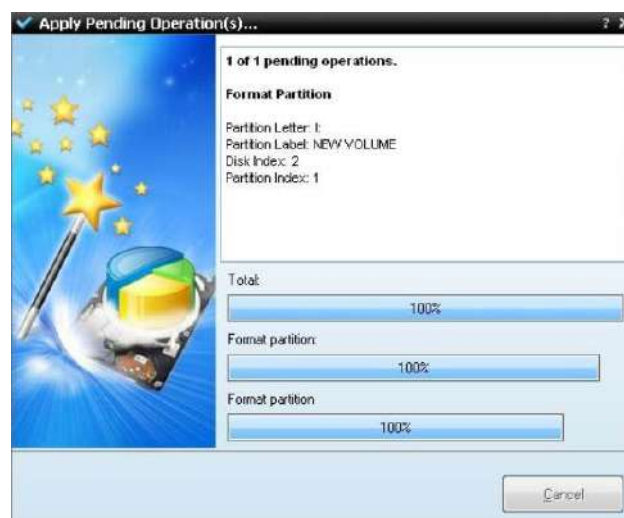 Apply Pending Operation(s)...
? X
1 of 1 pending operations.
Format Partition
Partition Letter: I:
Partition Label: NEW VOLUME
Disk Index: 2
Partition Index: 1
Total:
100%
Format partition:
100%
Format partition
100%
Cancel